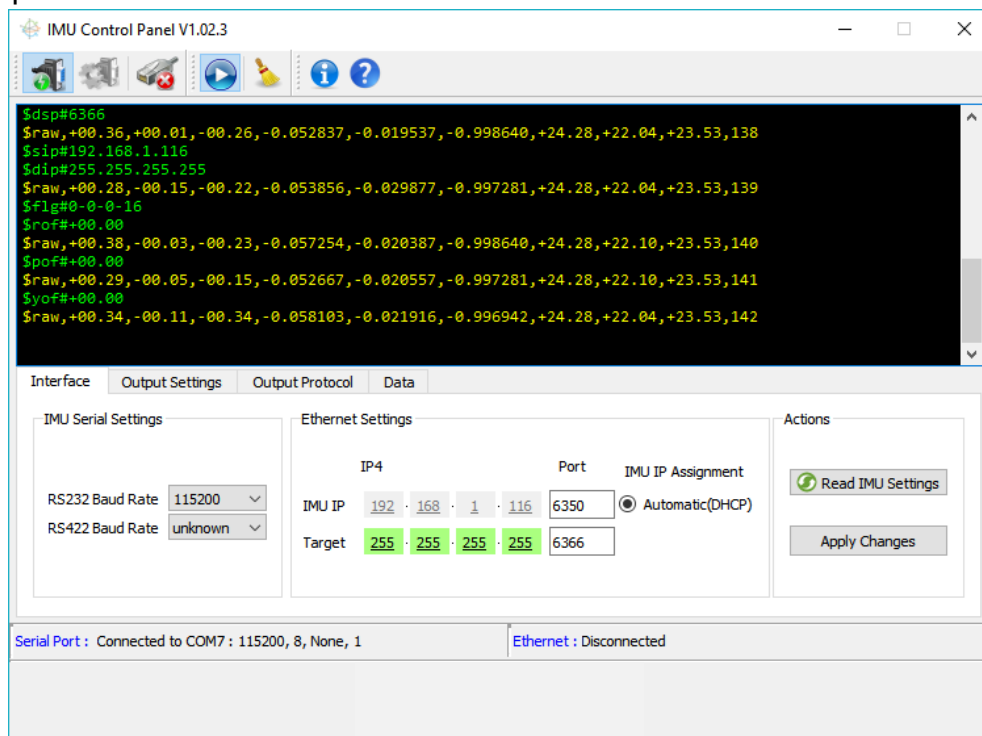 IMU Control Panel V1.02.3
$dsp#6366
$raw,+00.36,+00.01,-00.26,-0.052837,-0.019537,-0.998640,+24.28,+22.04,+23.53,138
$sip#192.168.1.116
$dip#255.255.255.255
$raw,+00.28,-00.15,-00.22,-0.053856,-0.029877,-0.997281,+24.28,+22.04,+23.53,139
$flg#0-0-0-16
$rof#+00.00
$raw,+00.38,-00.03,-00.23,-0.057254,-0.020387,-0.998640,+24.28,+22.10,+23.53,140
$pof#+00.00
$raw,+00.29,-00.05,-00.15,-0.052667,-0.020557,-0.997281,+24.28,+22.10,+23.53,141
$yof#+00.00
$raw,+00.34,-00.11,-00.34,-0.058103,-0.021916,-0.996942,+24.28,+22.04,+23.53,142
Interface Output Settings Output Protocol Data
IMU Serial Settings
RS232 Baud Rate 115200
RS422 Baud Rate unknown
Ethernet Settings
IP4 Port IMU IP Assignment
IMU IP 192 . 168 . 1 . 116 6350 Automatic(DHCP)
Target 255 . 255 . 255 . 255 6366
Actions
Read IMU Settings
Apply Changes
Serial Port : Connected to COM7 : 115200, 8, None, 1
Ethernet : Disconnected